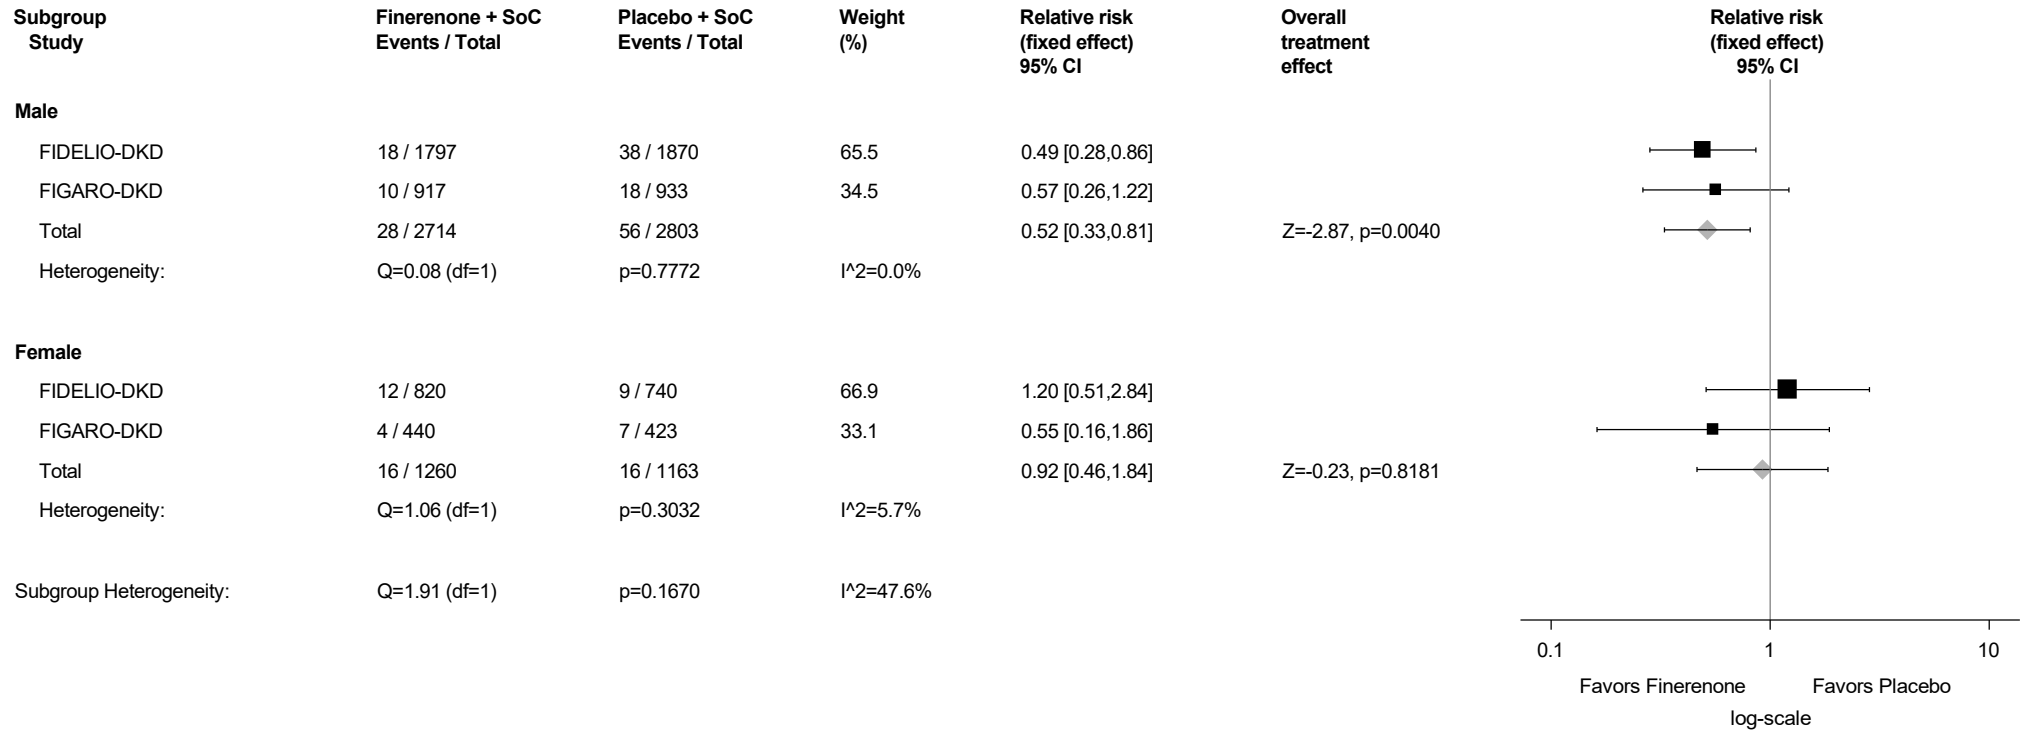 Subgroup Finerenone + SoC Placebo + SoC Weight Relative risk Overall Relative risk
Study Events / Total Events / Total (%) (fixed effect) treatment (fixed effect)
95% CI effect 95% CI
Male
FIDELIO-DKD 18 / 1797 38 / 1870 65.5 0.49 [0.28,0.86]
FIGARO-DKD 10 / 917 18 / 933 34.5 0.57 [0.26,1.22]
Total 28 / 2714 56 / 2803 0.52 [0.33,0.81] Z=-2.87, p=0.0040
Heterogeneity: Q=0.08 (df=1) p=0.7772 I^2=0.0%
Female
FIDELIO-DKD 12 / 820 9 / 740 66.9 1.20 [0.51,2.84]
FIGARO-DKD 4 / 440 7 / 423 33.1 0.55 [0.16,1.86]
Total 16 / 1260 16 / 1163 0.92 [0.46,1.84] Z=-0.23, p=0.8181
Heterogeneity: Q=1.06 (df=1) p=0.3032 I^2=5.7%
Subgroup Heterogeneity: Q=1.91 (df=1) p=0.1670 I^2=47.6%
0.1 1 10
Favors Finerenone Favors Placebo
log-scale